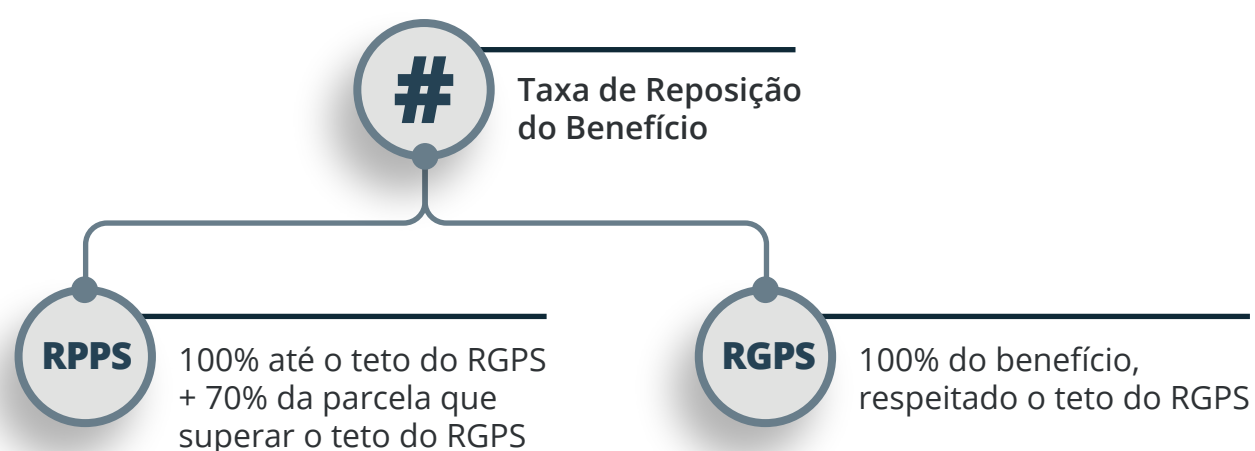 #
Taxa de Reposição
do Benefício
RPPS
100% até o teto do RGPS
+ 70% da parcela que
superar o teto do RGPS
RGPS
100% do benefício,
respeitado o teto do RGPS